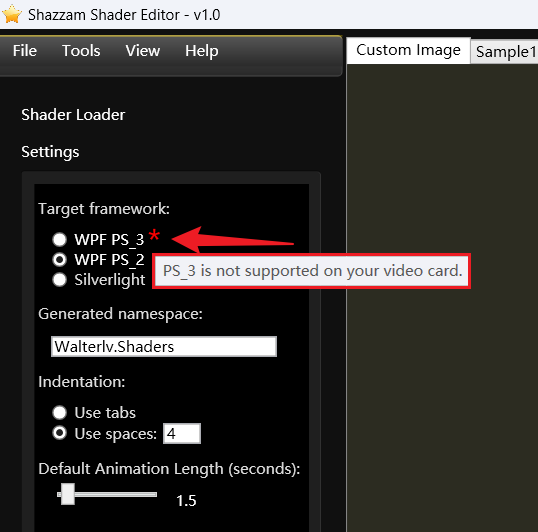 Shazzam Shader Editor - v1.0
File Tools View Help
Custom Image Sample1
Shader Loader
Settings
Target framework:
WPF PS_3 *
WPF PS_2
Silverlight
PS_3 is not supported on your video card.
Generated namespace:
Walterlv.Shaders
Indentation:
Use tabs
Use spaces: 4
Default Animation Length (seconds):
1.5